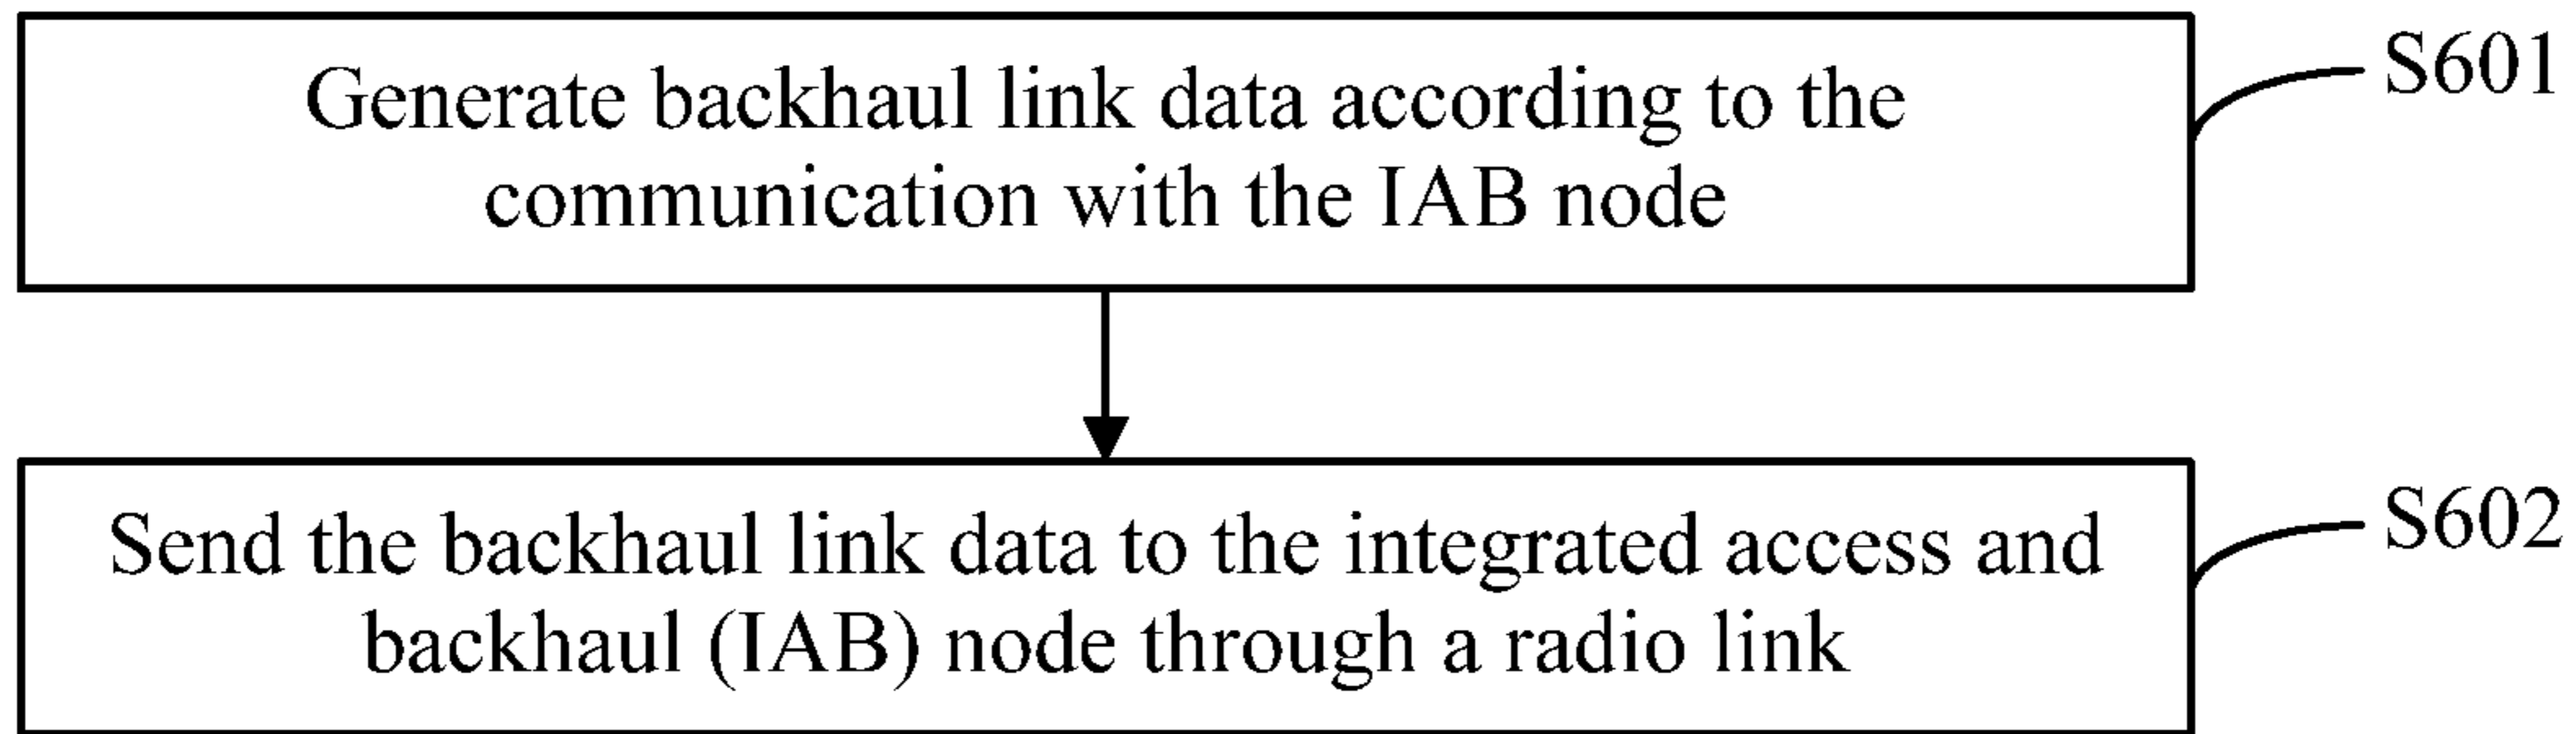 Generate backhaul link data according to the
communication with the IAB node
S601
Send the backhaul link data to the integrated access and
backhaul (IAB) node through a radio link
S602